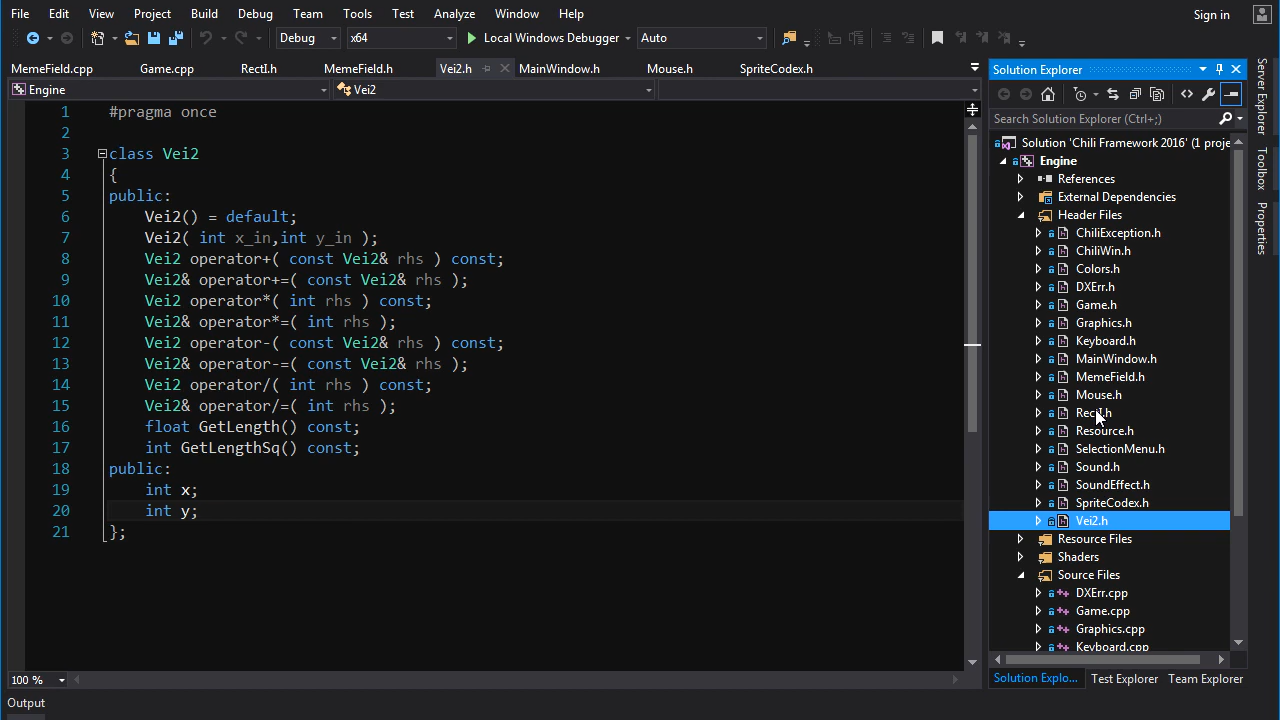 File Edit View Project Build Debug Team Tools Test Analyze Window Help Sign in
Debug x64 Local Windows Debugger Auto
MemeField.cpp Game.cpp RectI.h MemeField.h Vei2.h MainWindow.h Mouse.h SpriteCodex.h
Engine Vei2
1 #pragma once
2
3 class Vei2
4 {
5 public:
6 Vei2() = default;
7 Vei2( int x_in,int y_in );
8 Vei2 operator+( const Vei2& rhs ) const;
9 Vei2& operator+=( const Vei2& rhs );
10 Vei2 operator*( int rhs ) const;
11 Vei2& operator*=( int rhs );
12 Vei2 operator-( const Vei2& rhs ) const;
13 Vei2& operator-=( const Vei2& rhs );
14 Vei2 operator/( int rhs ) const;
15 Vei2& operator/=( int rhs );
16 float GetLength() const;
17 int GetLengthSq() const;
18 public:
19 int x;
20 int y;
21 };
100 %
Output
Solution Explorer
Search Solution Explorer (Ctrl+;)
Solution 'Chili Framework 2016' (1 proje
Engine
References
External Dependencies
Header Files
ChiliException.h
ChiliWin.h
Colors.h
DXErr.h
Game.h
Graphics.h
Keyboard.h
MainWindow.h
MemeField.h
Mouse.h
RectI.h
Resource.h
SelectionMenu.h
Sound.h
SoundEffect.h
SpriteCodex.h
Vei2.h
Resource Files
Shaders
Source Files
DXErr.cpp
Game.cpp
Graphics.cpp
Keyboard.cpp
Solution Explo... Test Explorer Team Explorer
Server Explorer
Toolbox
Properties